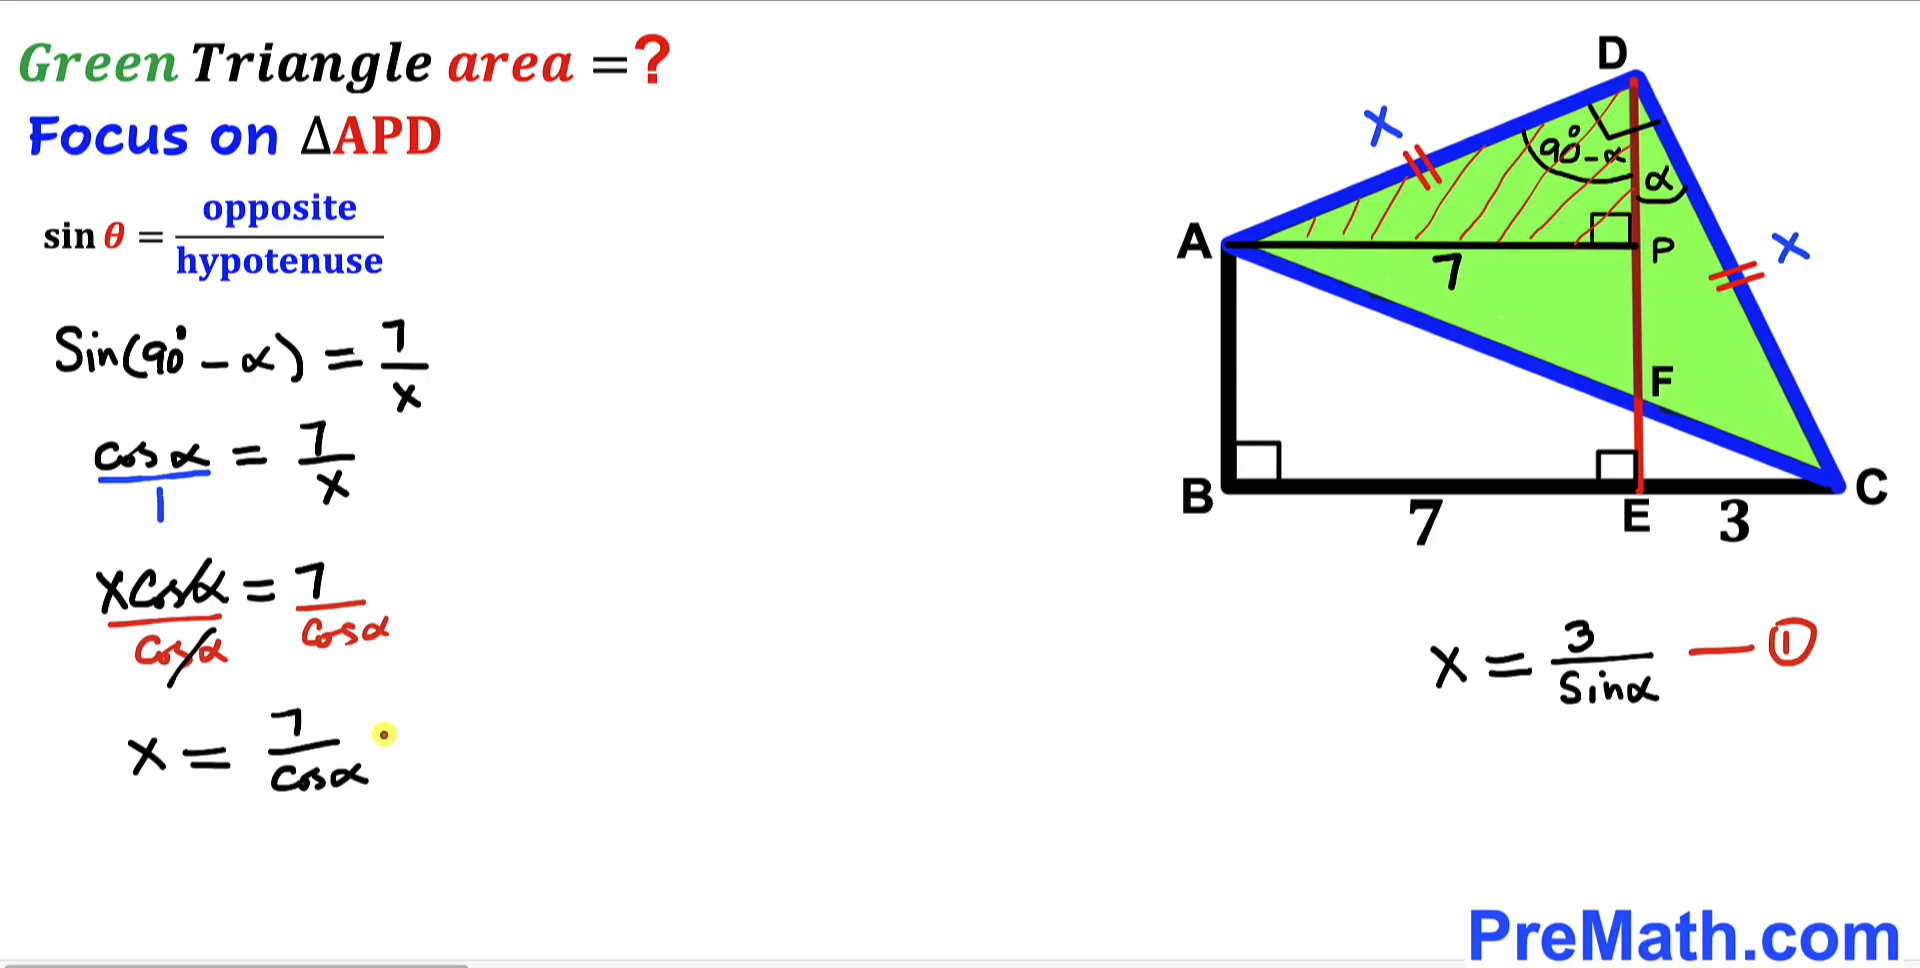 Green Triangle area =?
Focus on ΔAPD
sin θ = opposite / hypotenuse
Sin(90° - α) = 7/x
cos α / 1 = 7/x
x cos α / cos α = 7 / cos α
x = 7 / cos α
D
x
90° - α
α
A
P
x
7
F
B
C
7
E
3
x = 3 / Sin α — ①
PreMath.com